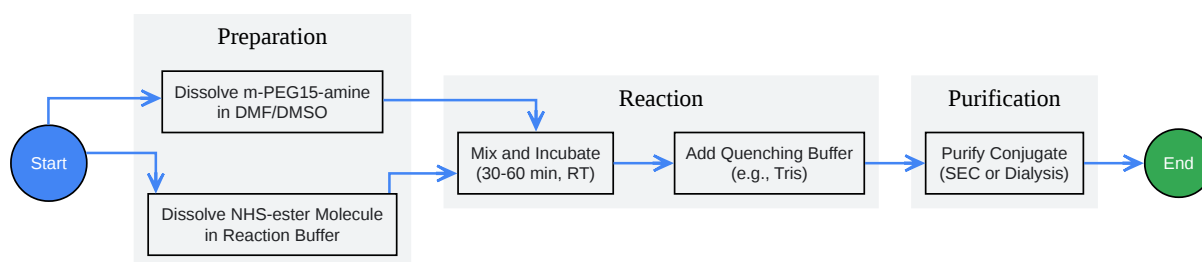 Preparation
Dissolve m-PEG15-amine
in DMF/DMSO
Start
Dissolve NHS-ester Molecule
in Reaction Buffer
Reaction
Mix and Incubate
(30-60 min, RT)
Add Quenching Buffer
(e.g., Tris)
Purification
Purify Conjugate
(SEC or Dialysis)
End